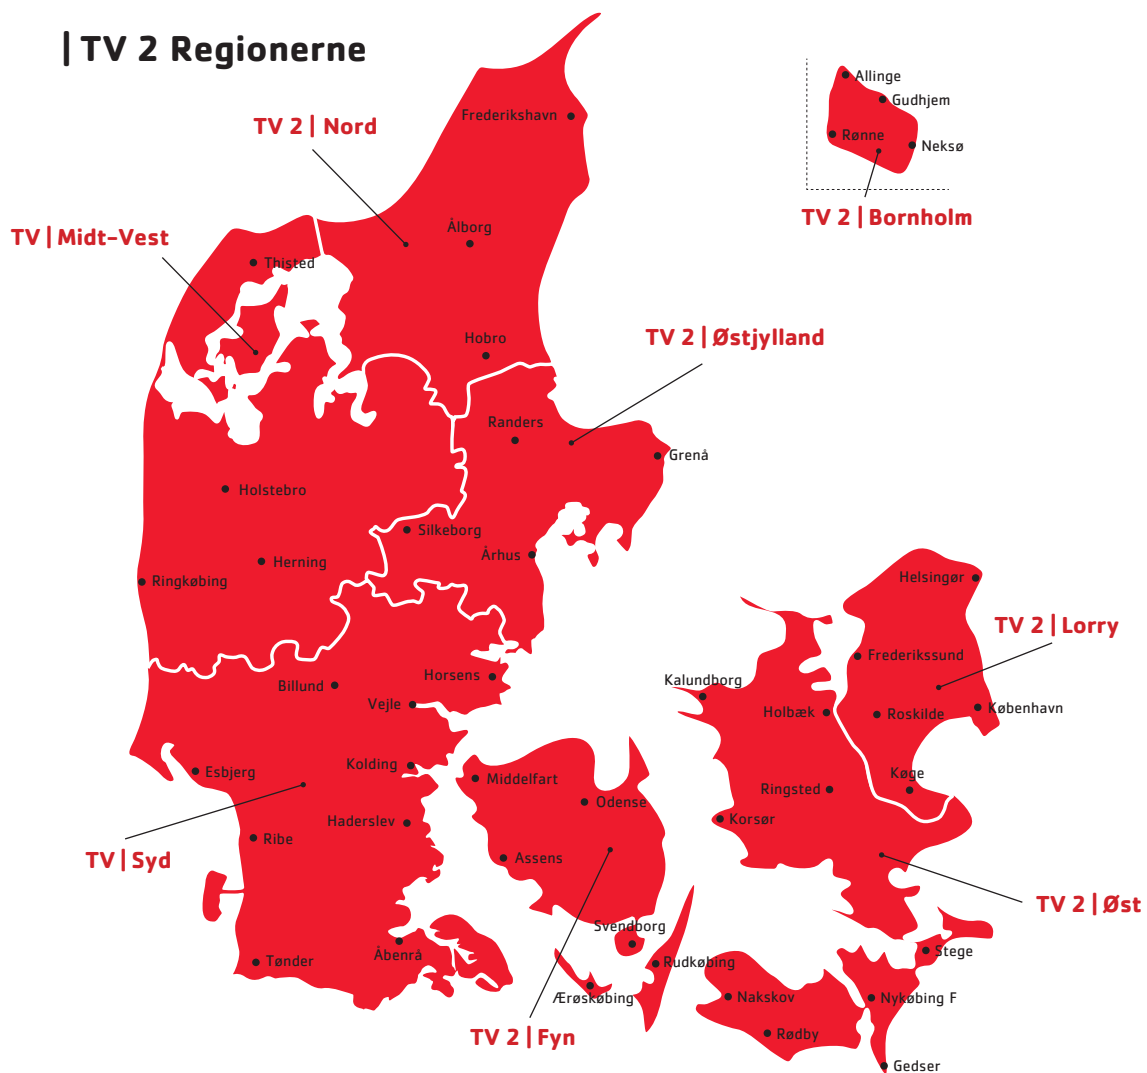 | TV 2 Regionerne
Allinge
Gudhjem
Rønne
Neksø
TV 2 | Bornholm
Frederikshavn
TV 2 | Nord
Ålborg
TV | Midt-Vest
Thisted
Hobro
TV 2 | Østjylland
Randers
Grenå
Holstebro
Silkeborg
Århus
Herning
Ringkøbing
Helsingør
TV 2 | Lorry
Frederikssund
Kalundborg
Horsens
Billund
Vejle
Holbæk
Roskilde
København
Kolding
Esbjerg
Middelfart
Køge
Ringsted
Odense
Haderslev
Korsør
Ribe
TV | Syd
Assens
TV 2 | Øst
Svendborg
Åbenrå
Stege
Tønder
Rudkøbing
Ærøskøbing
Nakskov
Nykøbing F
Rødby
TV 2 | Fyn
Gedser